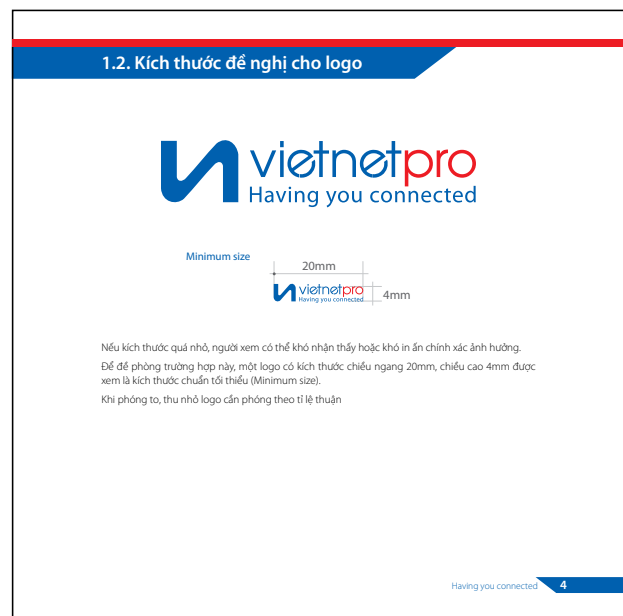 1.2. Kích thước đề nghị cho logo
vietnetpro
Having you connected
Minimum size
20mm
vietnetpro
Having you connected
4mm
Nếu kích thước quá nhỏ, người xem có thể khó nhận thấy hoặc khó in ấn chính xác ảnh hưởng.
Để đề phòng trường hợp này, một logo có kích thước chiều ngang 20mm, chiều cao 4mm được
xem là kích thước chuẩn tối thiểu (Minimum size).
Khi phóng to, thu nhỏ logo cần phóng theo tỉ lệ thuận
Having you connected
4